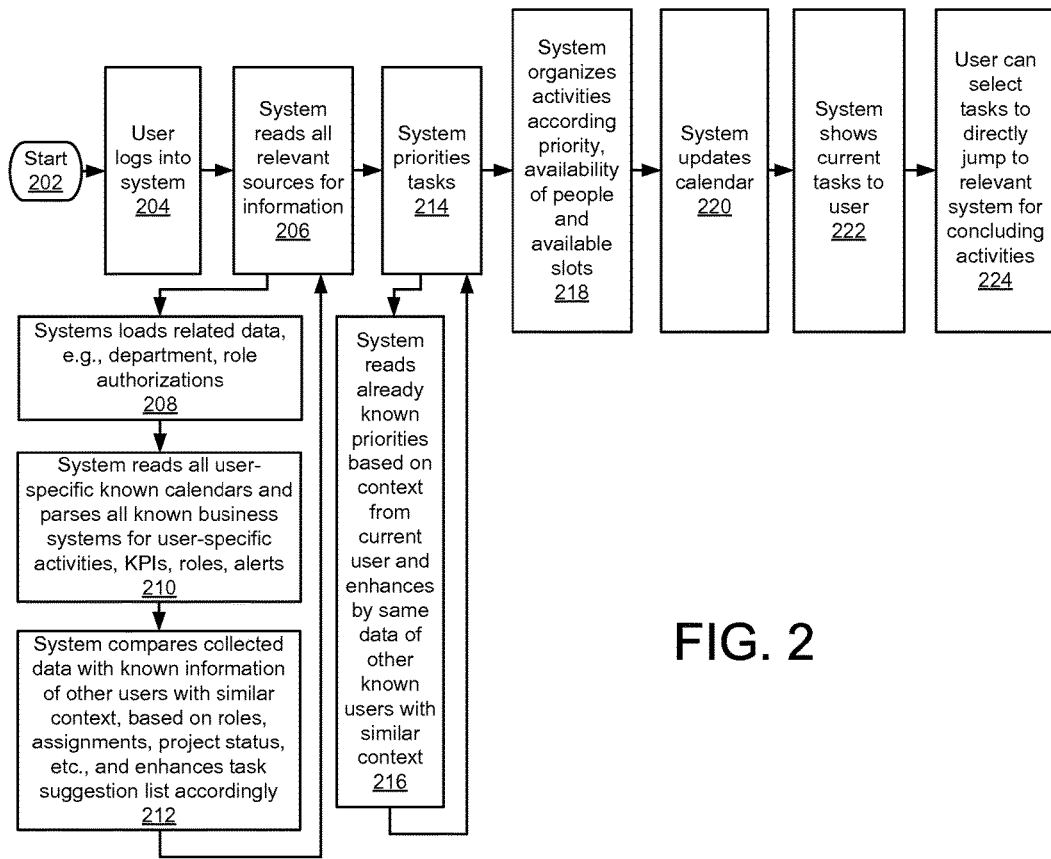 Start
202
User
logs into
system
204
System
reads all
relevant
sources for
information
206
Systems loads related data,
e.g., department, role
authorizations
208
System reads all user-
specific known calendars and
parses all known business
systems for user-specific
activities, KPIs, roles, alerts
210
System compares collected
data with known information
of other users with similar
context, based on roles,
assignments, project status,
etc., and enhances task
suggestion list accordingly
212
System
priorities
tasks
214
System
reads
already
known
priorities
based on
context
from
current
user and
enhances
by same
data of
other
known
users with
similar
context
216
System
organizes
activities
according
priority,
availability
of people
and
available
slots
218
System
updates
calendar
220
System
shows
current
tasks to
user
222
User can
select
tasks to
directly
jump to
relevant
system for
concluding
activities
224
FIG. 2